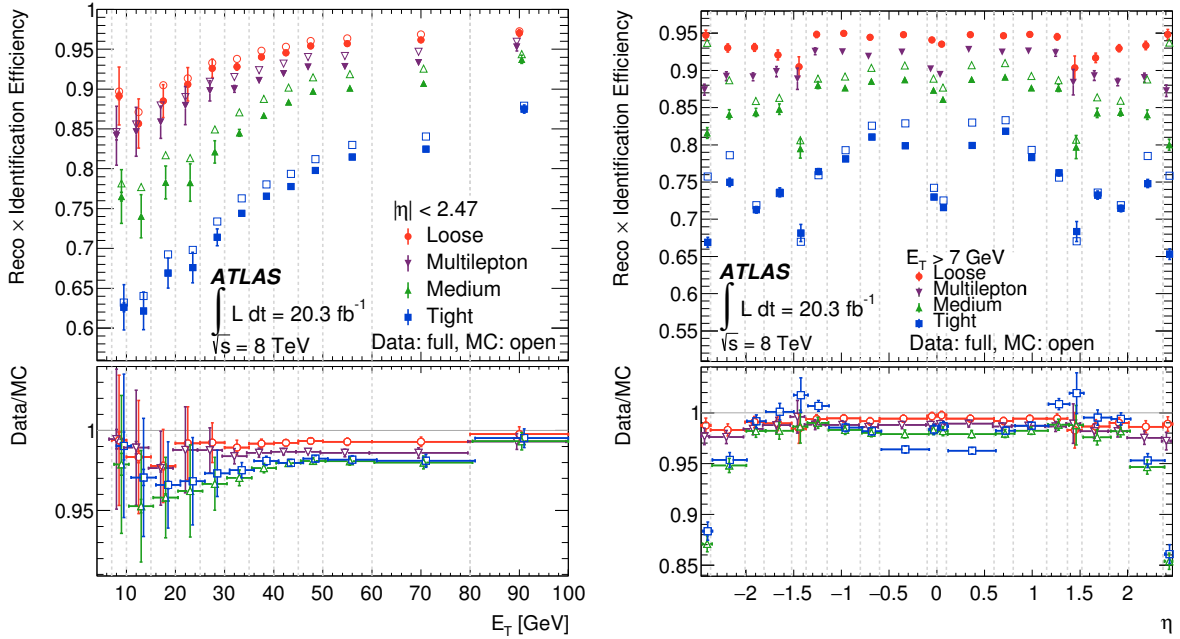 Reco × Identification Efficiency
1
0.95
0.9
0.85
0.8
0.75
0.7
0.65
0.6
|η| < 2.47
Loose
Multilepton
Medium
Tight
ATLAS
∫ L dt = 20.3 fb⁻¹
√s = 8 TeV
Data: full, MC: open
Data/MC
1
0.95
10 20 30 40 50 60 70 80 90 100
E_T [GeV]
Reco × Identification Efficiency
1
0.95
0.9
0.85
0.8
0.75
0.7
0.65
0.6
0.55
E_T > 7 GeV
Loose
Multilepton
Medium
Tight
ATLAS
∫ L dt = 20.3 fb⁻¹
√s = 8 TeV
Data: full, MC: open
Data/MC
1
0.95
0.9
0.85
−2 −1.5 −1 −0.5 0 0.5 1 1.5 2
η